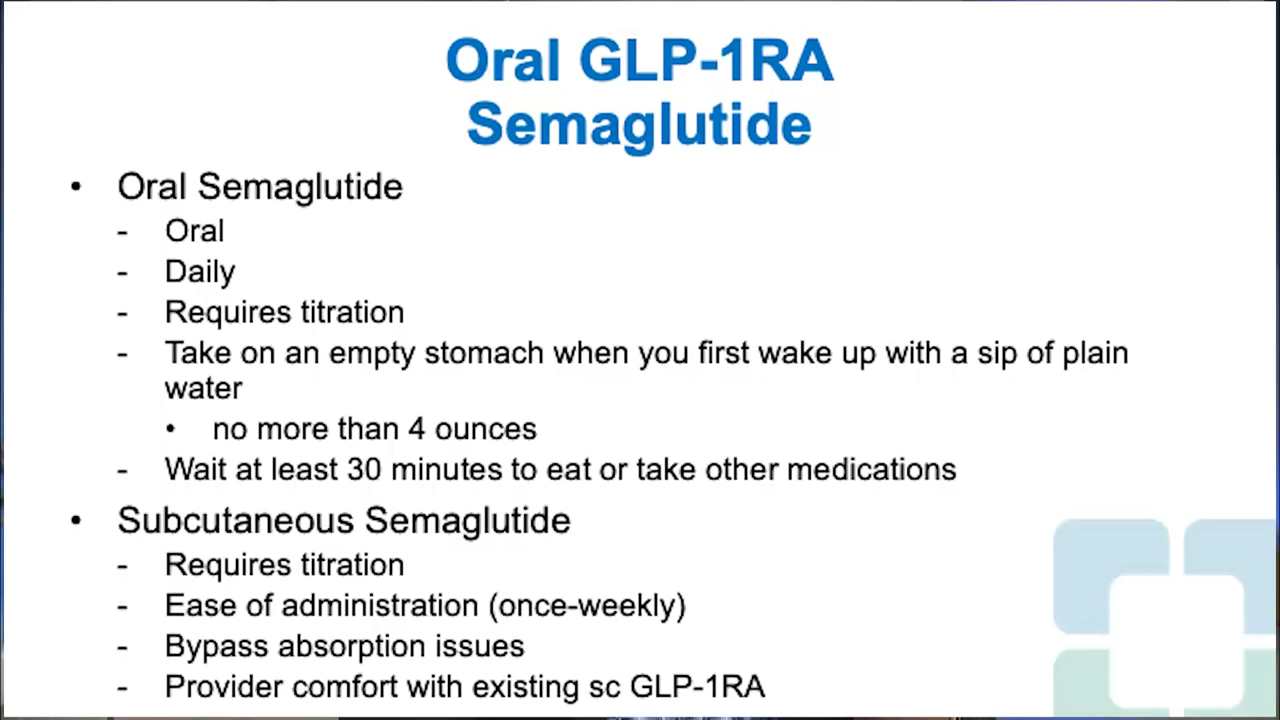 Oral GLP-1RA
Semaglutide
• Oral Semaglutide
- Oral
- Daily
- Requires titration
- Take on an empty stomach when you first wake up with a sip of plain
water
• no more than 4 ounces
- Wait at least 30 minutes to eat or take other medications
• Subcutaneous Semaglutide
- Requires titration
- Ease of administration (once-weekly)
- Bypass absorption issues
- Provider comfort with existing sc GLP-1RA